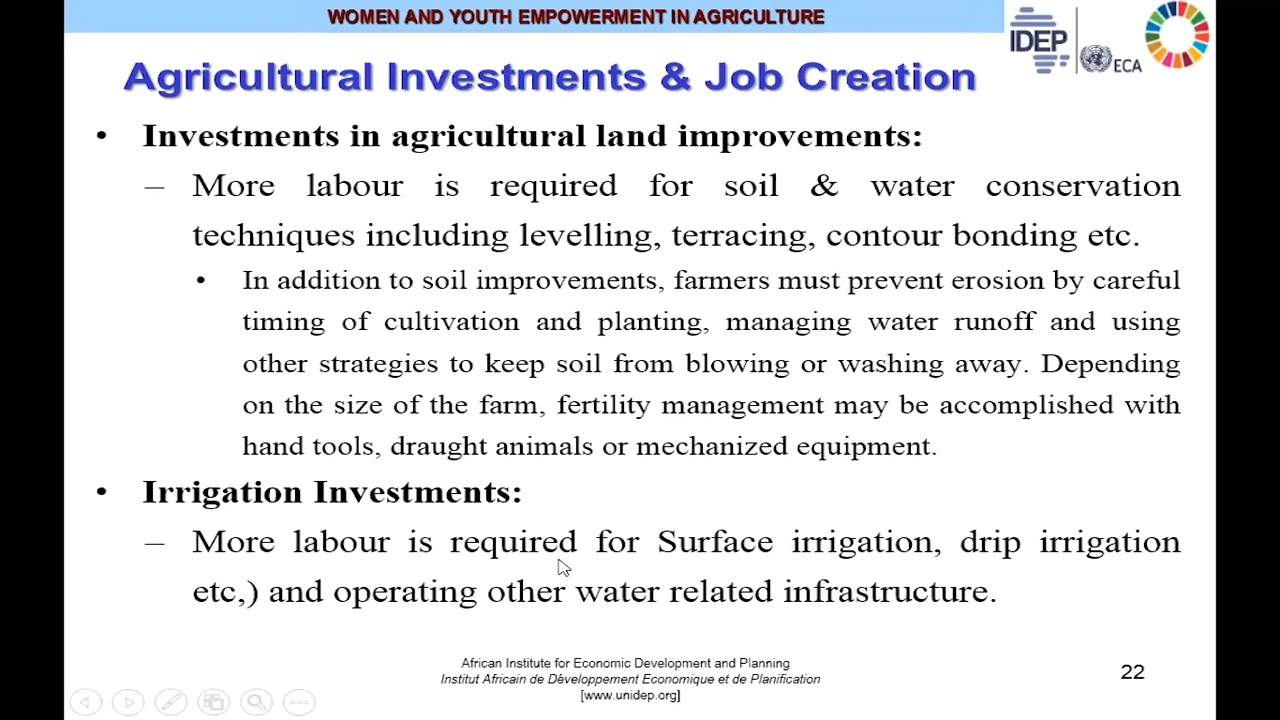 WOMEN AND YOUTH EMPOWERMENT IN AGRICULTURE
IDEP
ECA
Agricultural Investments & Job Creation
• Investments in agricultural land improvements:
– More labour is required for soil & water conservation
techniques including levelling, terracing, contour bonding etc.
• In addition to soil improvements, farmers must prevent erosion by careful
timing of cultivation and planting, managing water runoff and using
other strategies to keep soil from blowing or washing away. Depending
on the size of the farm, fertility management may be accomplished with
hand tools, draught animals or mechanized equipment.
• Irrigation Investments:
– More labour is required for Surface irrigation, drip irrigation
etc,) and operating other water related infrastructure.
African Institute for Economic Development and Planning
Institut Africain de Développement Economique et de Planification
[www.unidep.org]
22